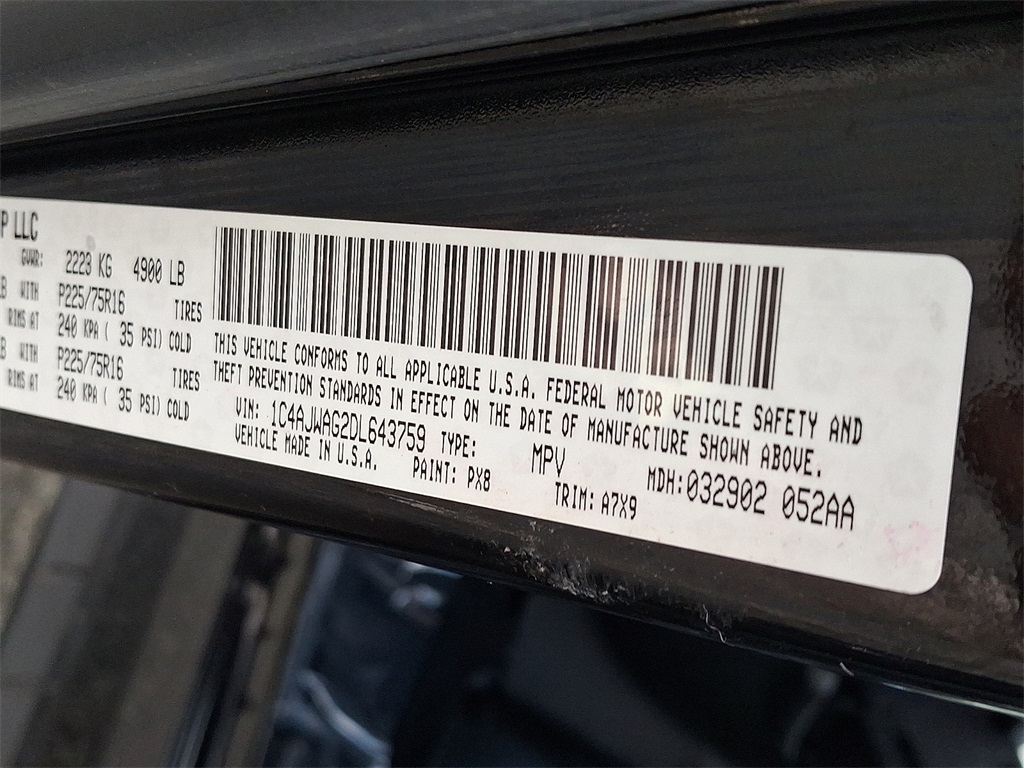 P LLC
GVWR: 2223 KG 4900 LB
B WITH P225/75R16 TIRES
RIMS AT 240 KPA ( 35 PSI) COLD
B WITH P225/75R16 TIRES
RIMS AT 240 KPA ( 35 PSI) COLD
THIS VEHICLE CONFORMS TO ALL APPLICABLE U.S.A. FEDERAL MOTOR VEHICLE SAFETY AND
THEFT PREVENTION STANDARDS IN EFFECT ON THE DATE OF MANUFACTURE SHOWN ABOVE.
VIN: 1C4AJWAG2DL643759 TYPE: MPV MDH:032902 052AA
VEHICLE MADE IN U.S.A. PAINT: PX8 TRIM: A7X9